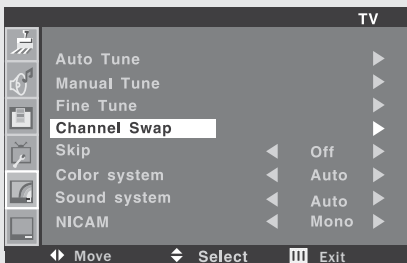 TV
Auto Tune
Manual Tune
Fine Tune
Channel Swap
Skip Off
Color system Auto
Sound system Auto
NICAM Mono
Move Select Exit